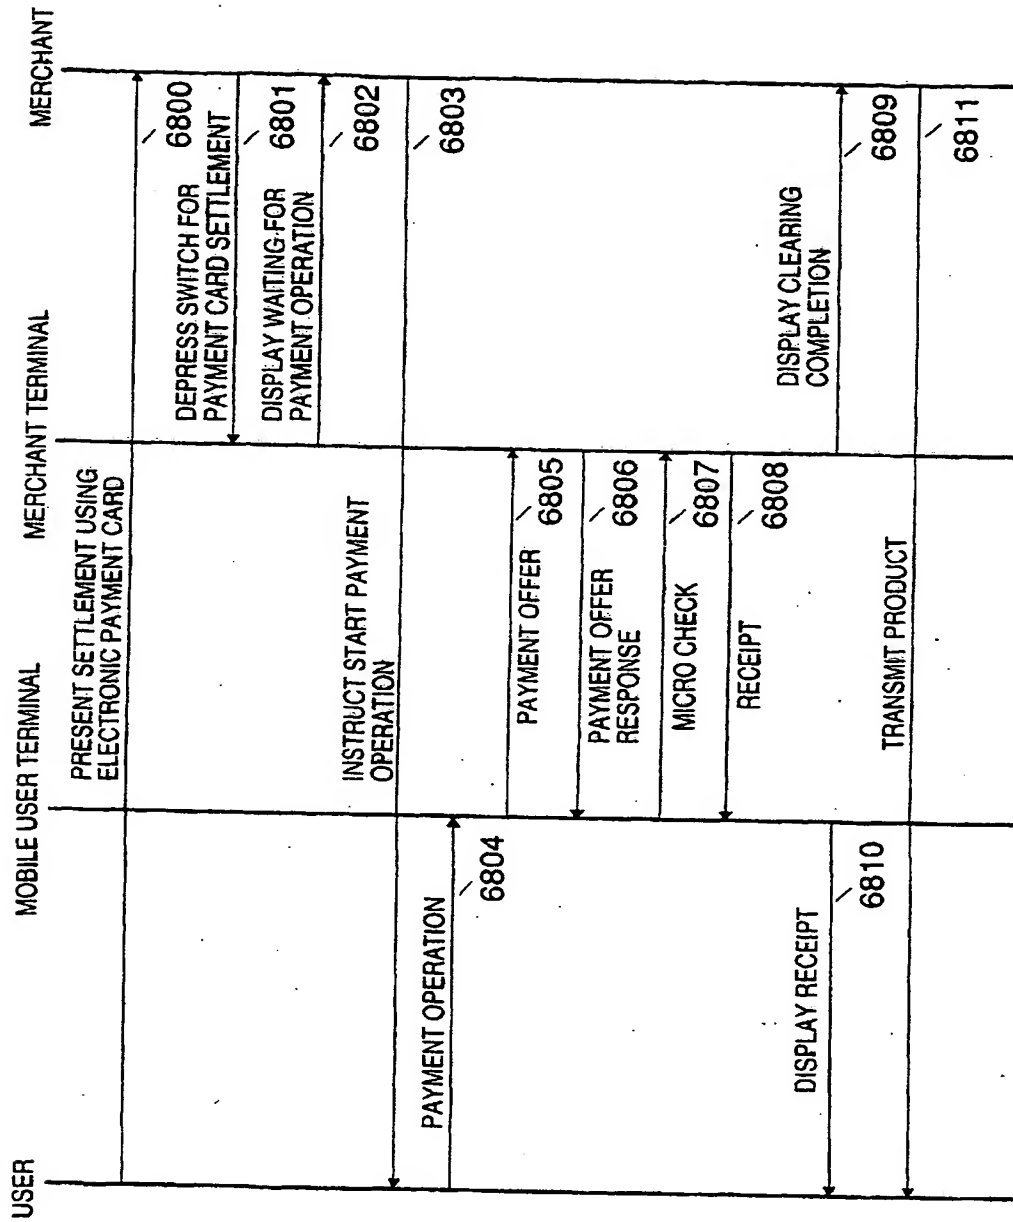 USER
MOBILE USER TERMINAL
MERCHANT TERMINAL
MERCHANT
PRESENT SETTLEMENT USING
ELECTRONIC PAYMENT CARD
6800
DEPRESS SWITCH FOR
PAYMENT CARD SETTLEMENT
6801
DISPLAY WAITING FOR
PAYMENT OPERATION
6802
INSTRUCT START PAYMENT
OPERATION
6803
PAYMENT OPERATION
6804
PAYMENT OFFER
6805
PAYMENT OFFER
RESPONSE
6806
MICRO CHECK
6807
RECEIPT
6808
DISPLAY CLEARING
COMPLETION
6809
DISPLAY RECEIPT
6810
TRANSMIT PRODUCT
6811